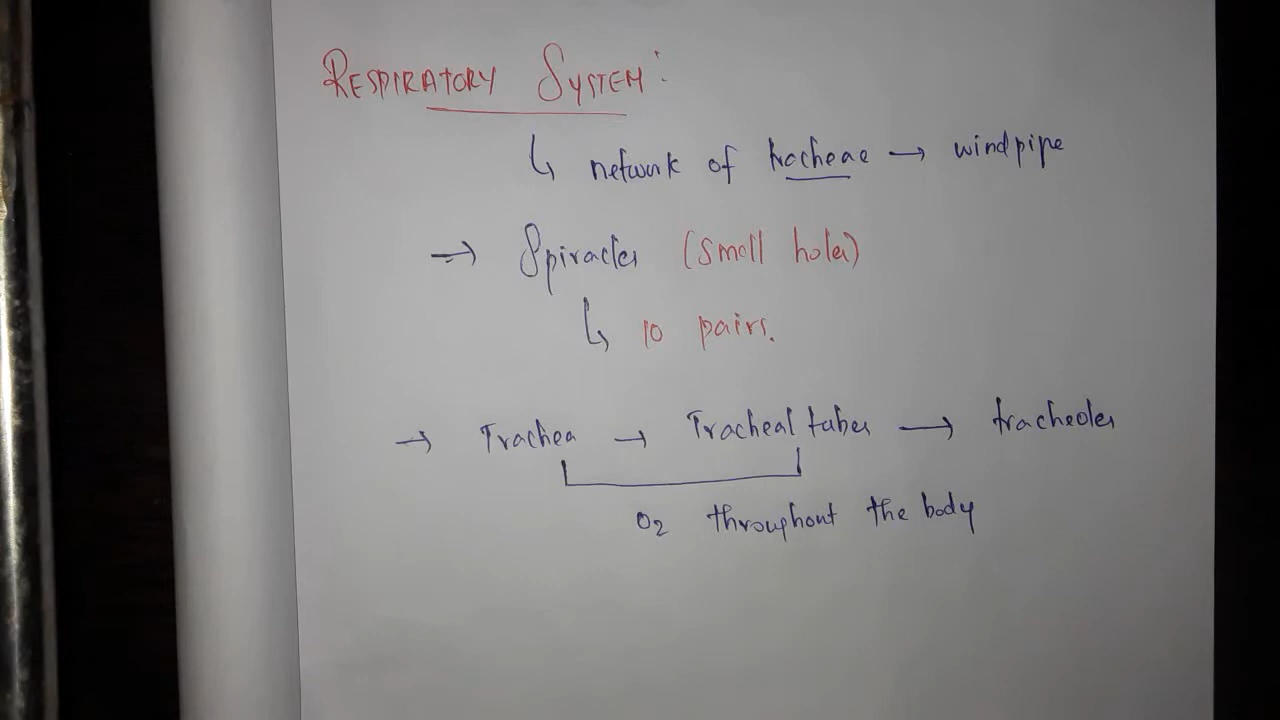 RESPIRATORY SYSTEM:
↳ network of tracheae → windpipe
→ Spiracles (small holes)
↳ 10 pairs.
→ Trachea → Tracheal tubes → tracheoles
O2 throughout the body